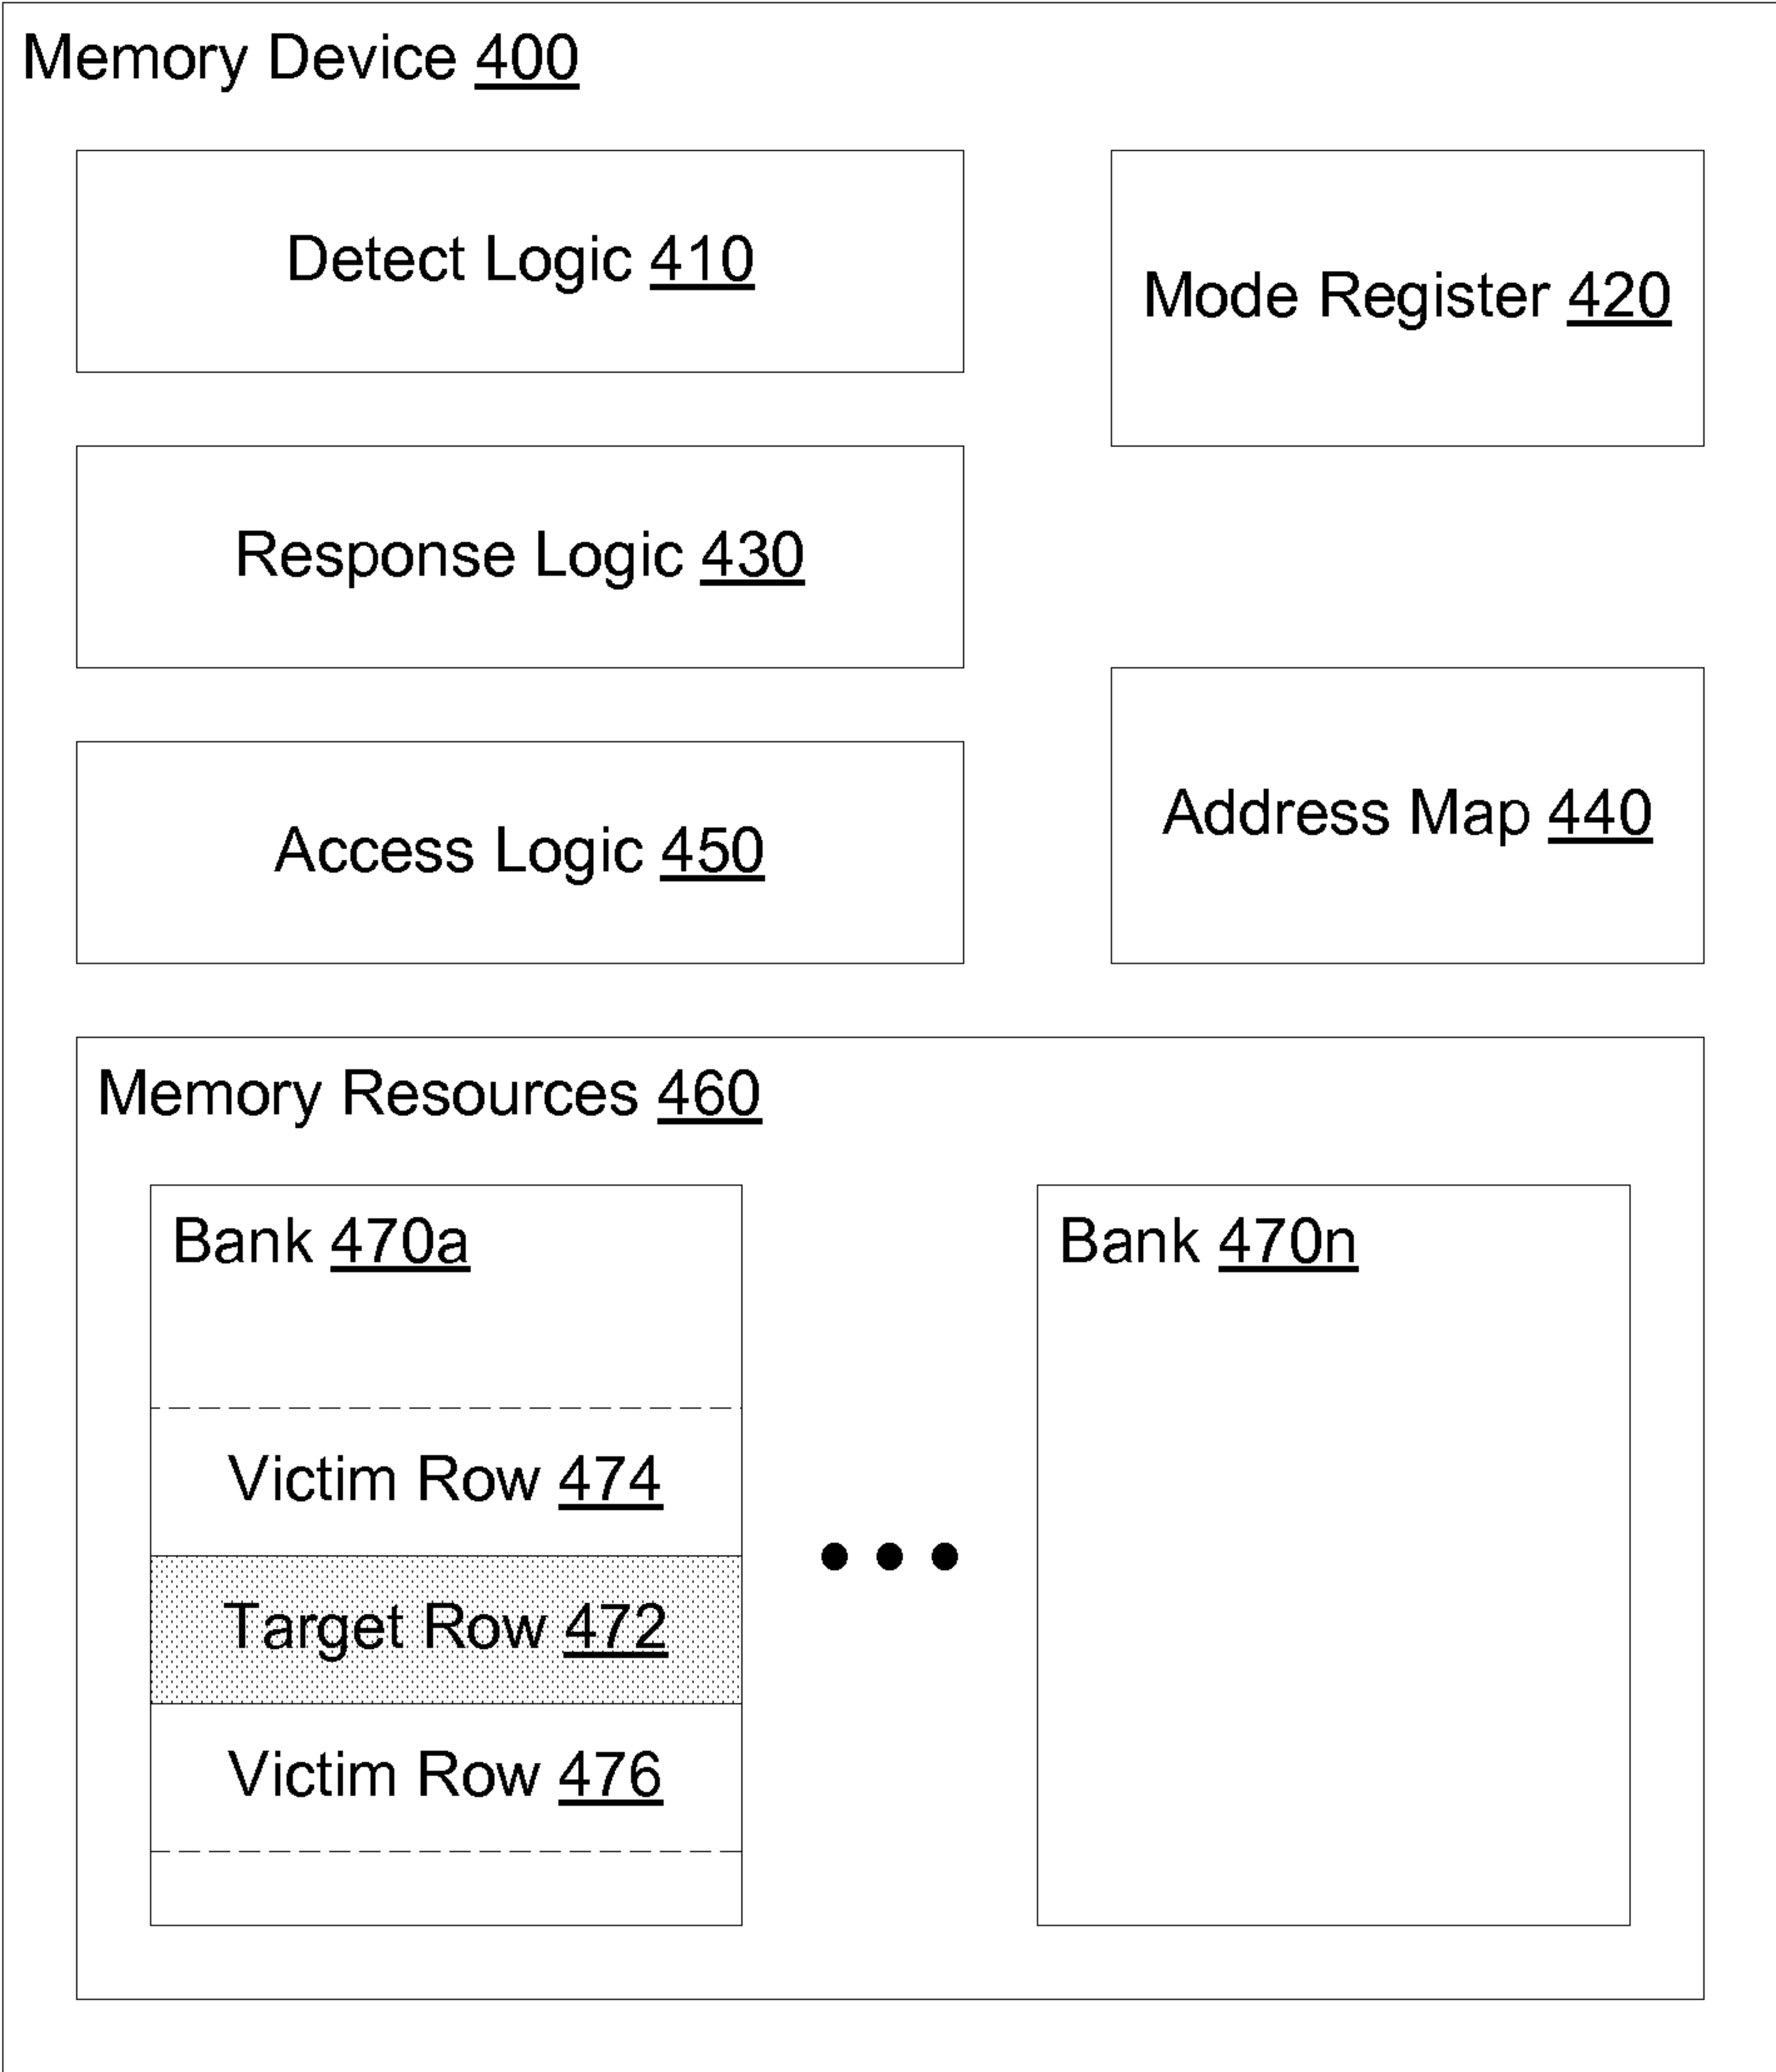 Memory Device 400
Detect Logic 410
Mode Register 420
Response Logic 430
Address Map 440
Access Logic 450
Memory Resources 460
Bank 470a
Bank 470n
Victim Row 474
Target Row 472
Victim Row 476